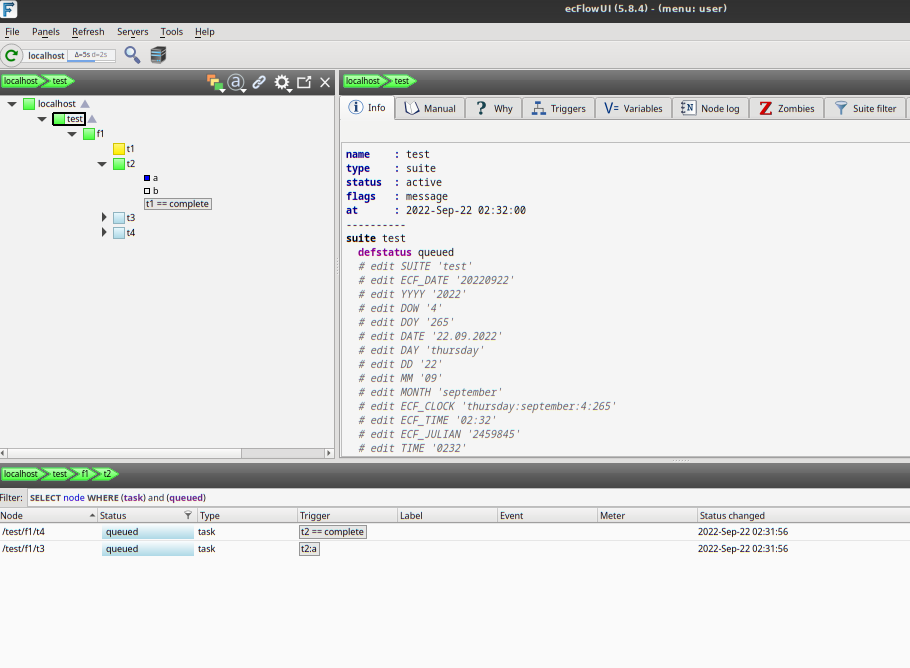 ecFlowUI (5.8.4) - (menu: user)
File Panels Refresh Servers Tools Help
localhost Δ=5s d=2s
localhost test
localhost
test
f1
t1
t2
a
b
t1 == complete
t3
t4
localhost test
Info Manual Why Triggers Variables Node log Zombies Suite filter
name : test
type : suite
status : active
flags : message
at : 2022-Sep-22 02:32:00
----------
suite test
defstatus queued
# edit SUITE 'test'
# edit ECF_DATE '20220922'
# edit YYYY '2022'
# edit DOW '4'
# edit DOY '265'
# edit DATE '22.09.2022'
# edit DAY 'thursday'
# edit DD '22'
# edit MM '09'
# edit MONTH 'september'
# edit ECF_CLOCK 'thursday:september:4:265'
# edit ECF_TIME '02:32'
# edit ECF_JULIAN '2459845'
# edit TIME '0232'
localhost test f1 t2
Filter: SELECT node WHERE (task) and (queued)
Node Status Type Trigger Label Event Meter Status changed
/test/f1/t4 queued task t2 == complete 2022-Sep-22 02:31:56
/test/f1/t3 queued task t2:a 2022-Sep-22 02:31:56